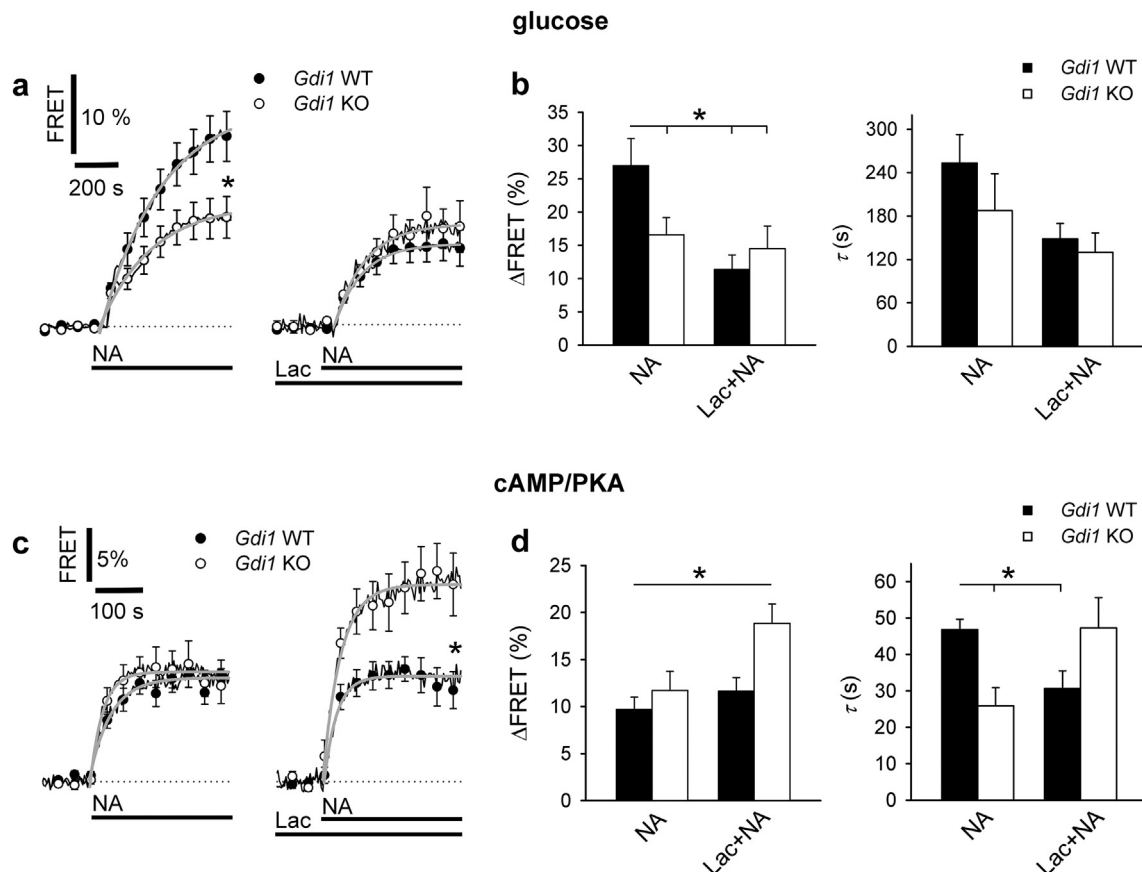 glucose
a
FRET
10 %
200 s
Gdi1 WT
Gdi1 KO
*
NA
Lac
NA
b
Gdi1 WT
Gdi1 KO
ΔFRET (%)
35
30
25
20
15
10
5
0
*
NA
Lac+NA
τ (s)
300
240
180
120
60
0
NA
Lac+NA
cAMP/PKA
c
FRET
5%
100 s
Gdi1 WT
Gdi1 KO
NA
*
Lac
NA
d
Gdi1 WT
Gdi1 KO
ΔFRET (%)
25
20
15
10
5
0
*
NA
Lac+NA
τ (s)
60
50
40
30
20
10
0
*
NA
Lac+NA